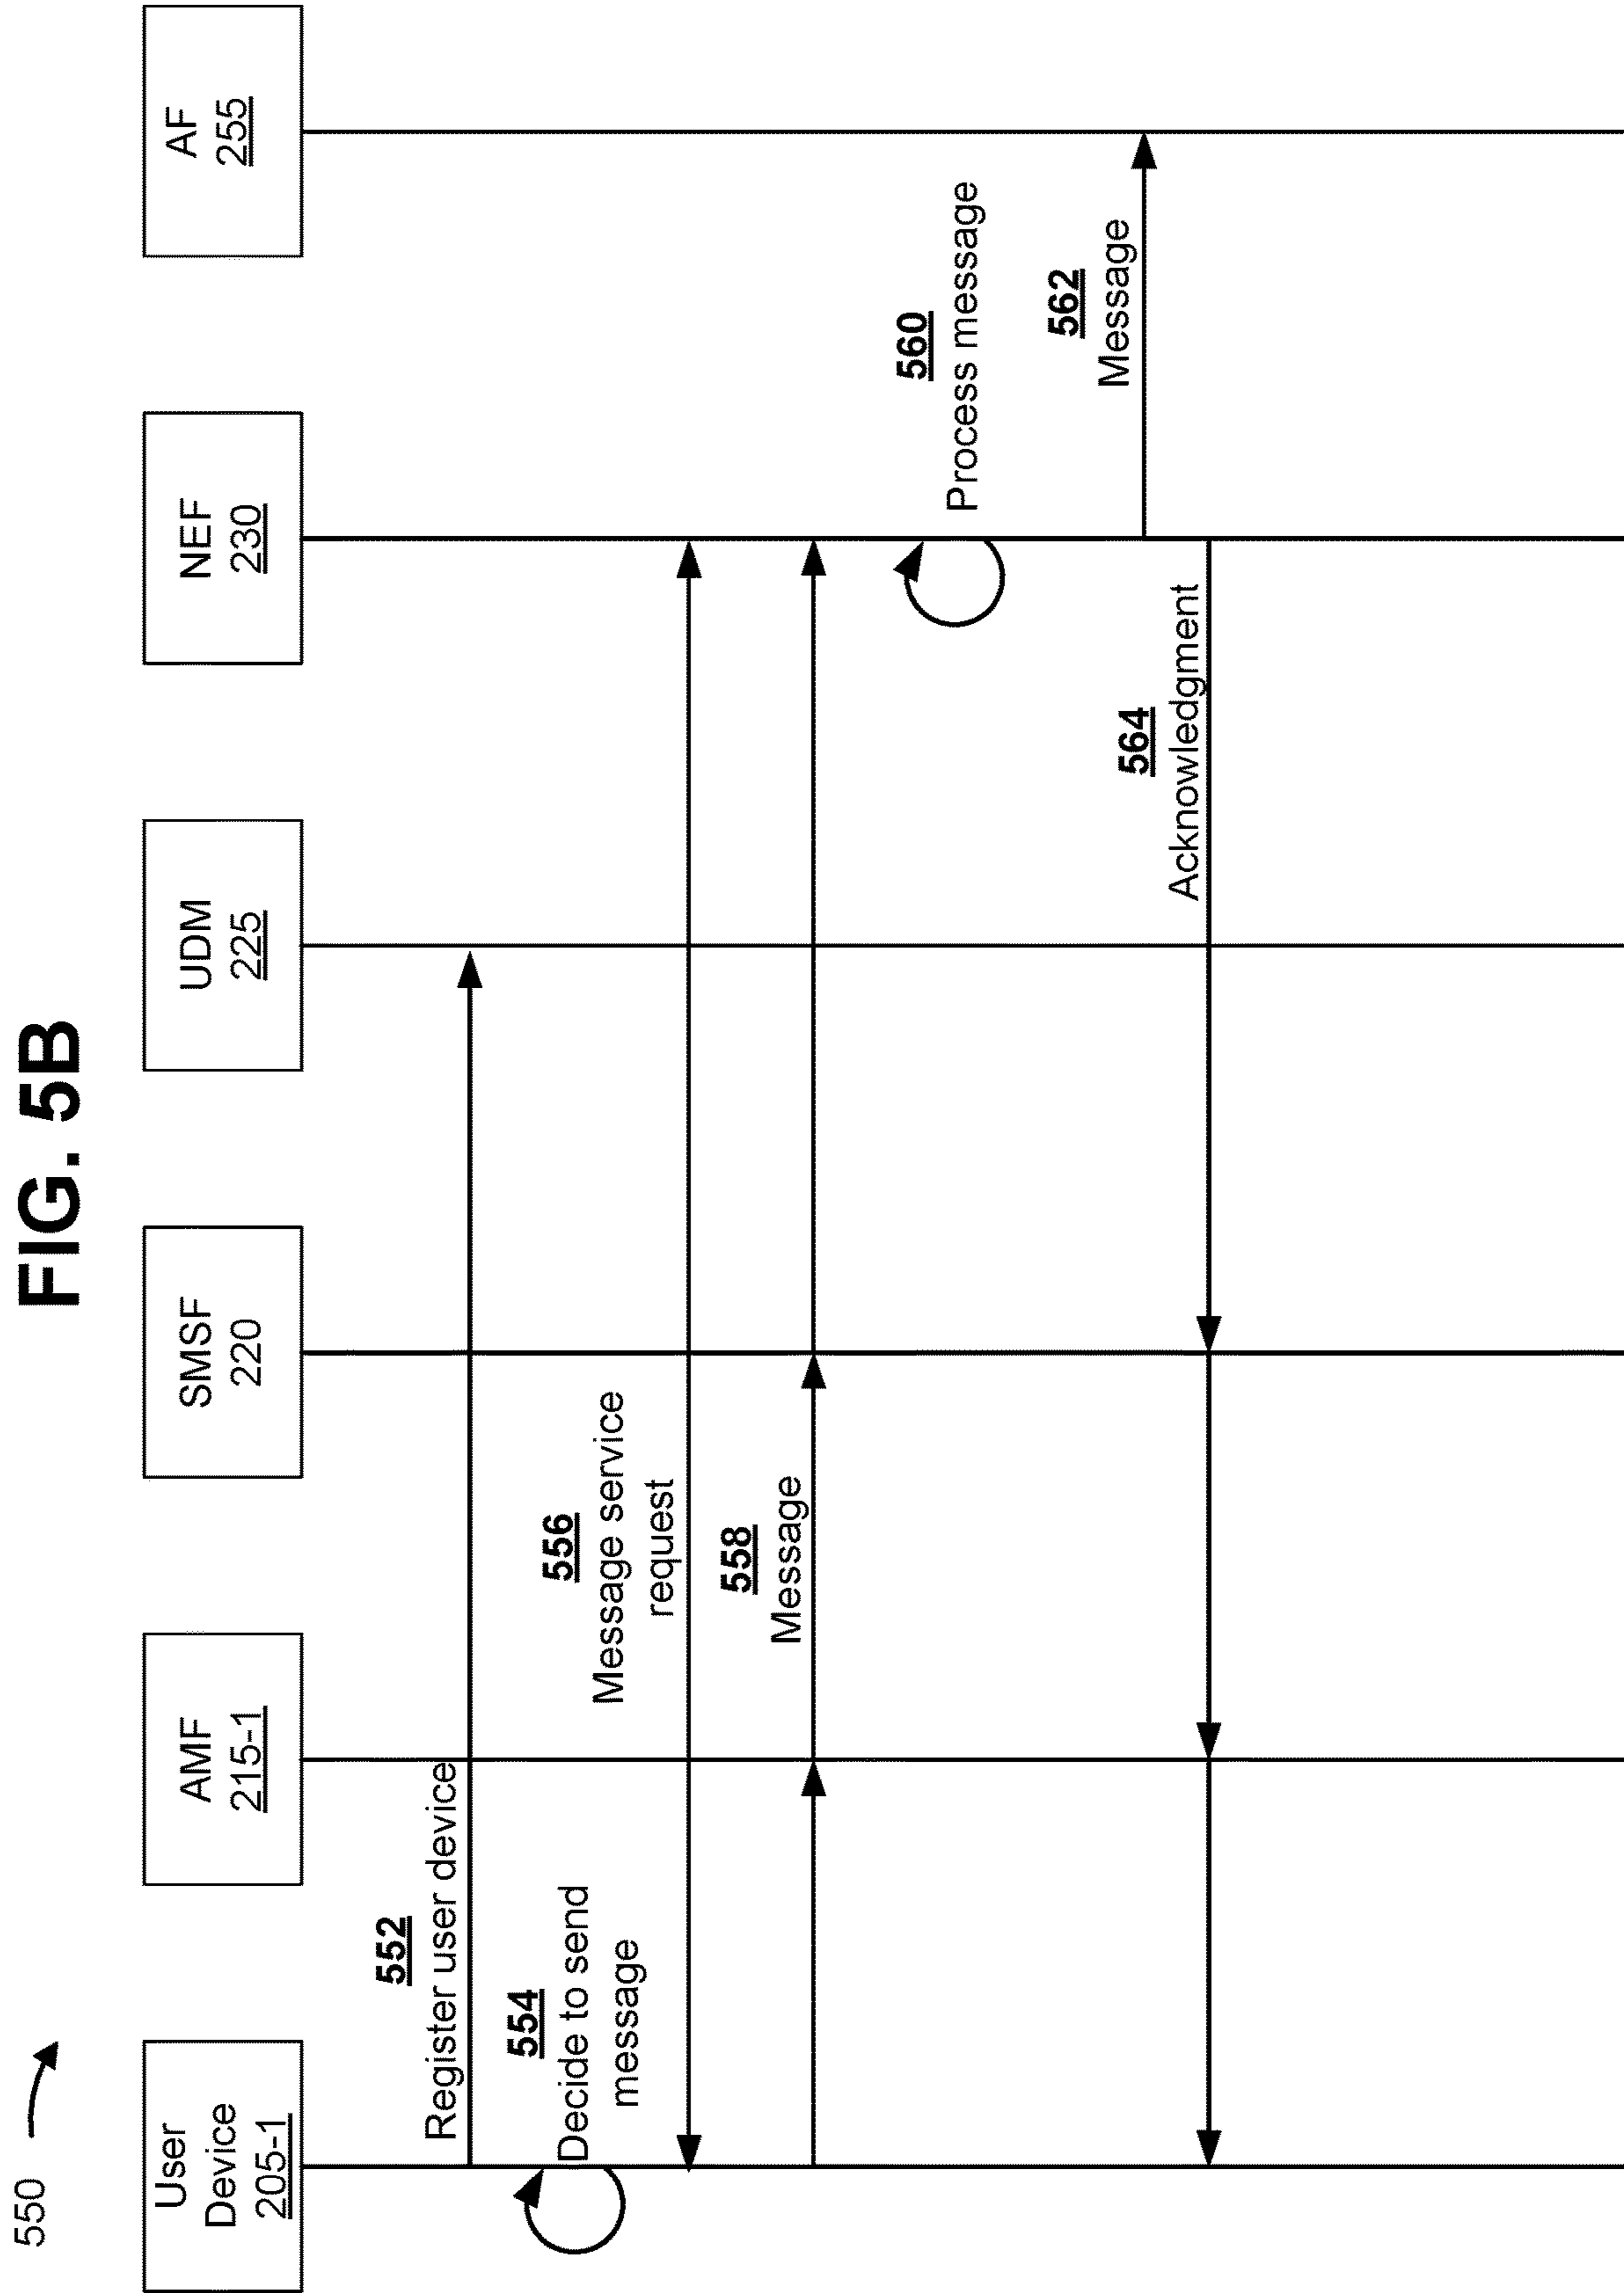 550
User
Device
205-1
AMF
215-1
SMSF
220
UDM
225
NEF
230
AF
255
552
Register user device
554
Decide to send
message
556
Message service
request
558
Message
560
Process message
562
Message
564
Acknowledgment
FIG. 5B